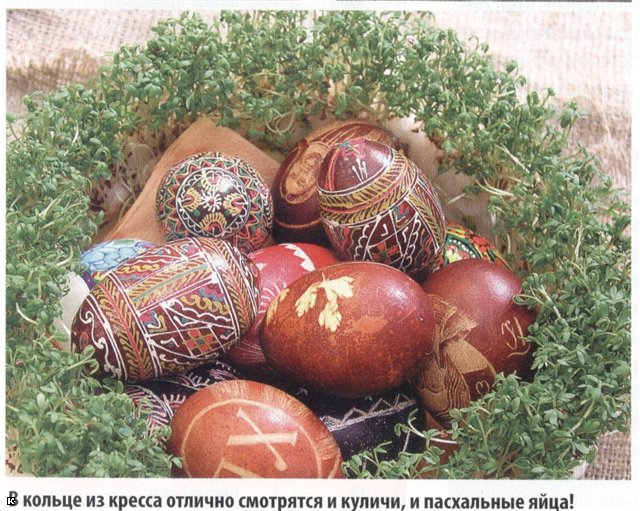 В кольце из кресса отлично смотрятся и куличи, и пасхальные яйца!